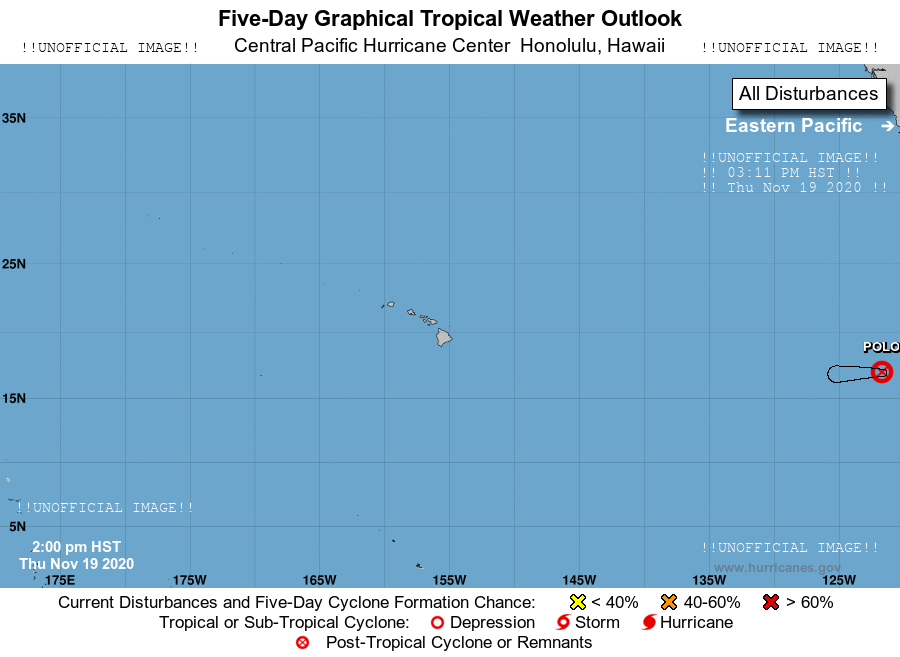 Five-Day Graphical Tropical Weather Outlook
!!UNOFFICIAL IMAGE!! Central Pacific Hurricane Center Honolulu, Hawaii !!UNOFFICIAL IMAGE!!
All Disturbances
35N
Eastern Pacific →
!!UNOFFICIAL IMAGE!!
!! 03:11 PM HST !!
!! Thu Nov 19 2020 !!
25N
POLO
15N
!!UNOFFICIAL IMAGE!!
5N
2:00 pm HST
!!UNOFFICIAL IMAGE!!
Thu Nov 19 2020
www.hurricanes.gov
175E 175W 165W 155W 145W 135W 125W
Current Disturbances and Five-Day Cyclone Formation Chance: < 40% 40-60% > 60%
Tropical or Sub-Tropical Cyclone: Depression Storm Hurricane
Post-Tropical Cyclone or Remnants